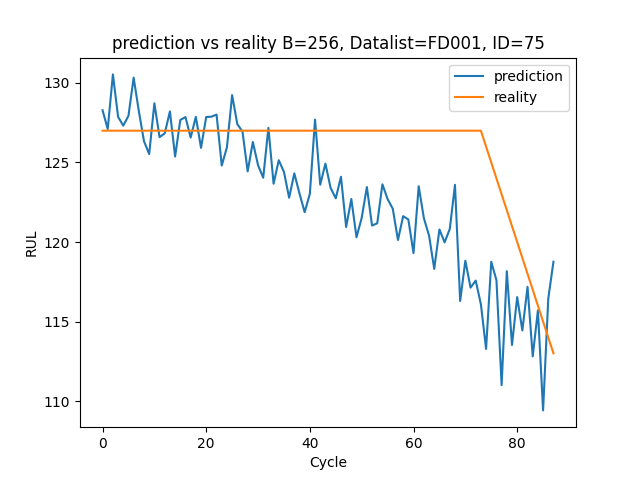 prediction vs reality B=256, Datalist=FD001, ID=75
prediction
reality
130
125
120
115
110
RUL
0
20
40
60
80
Cycle